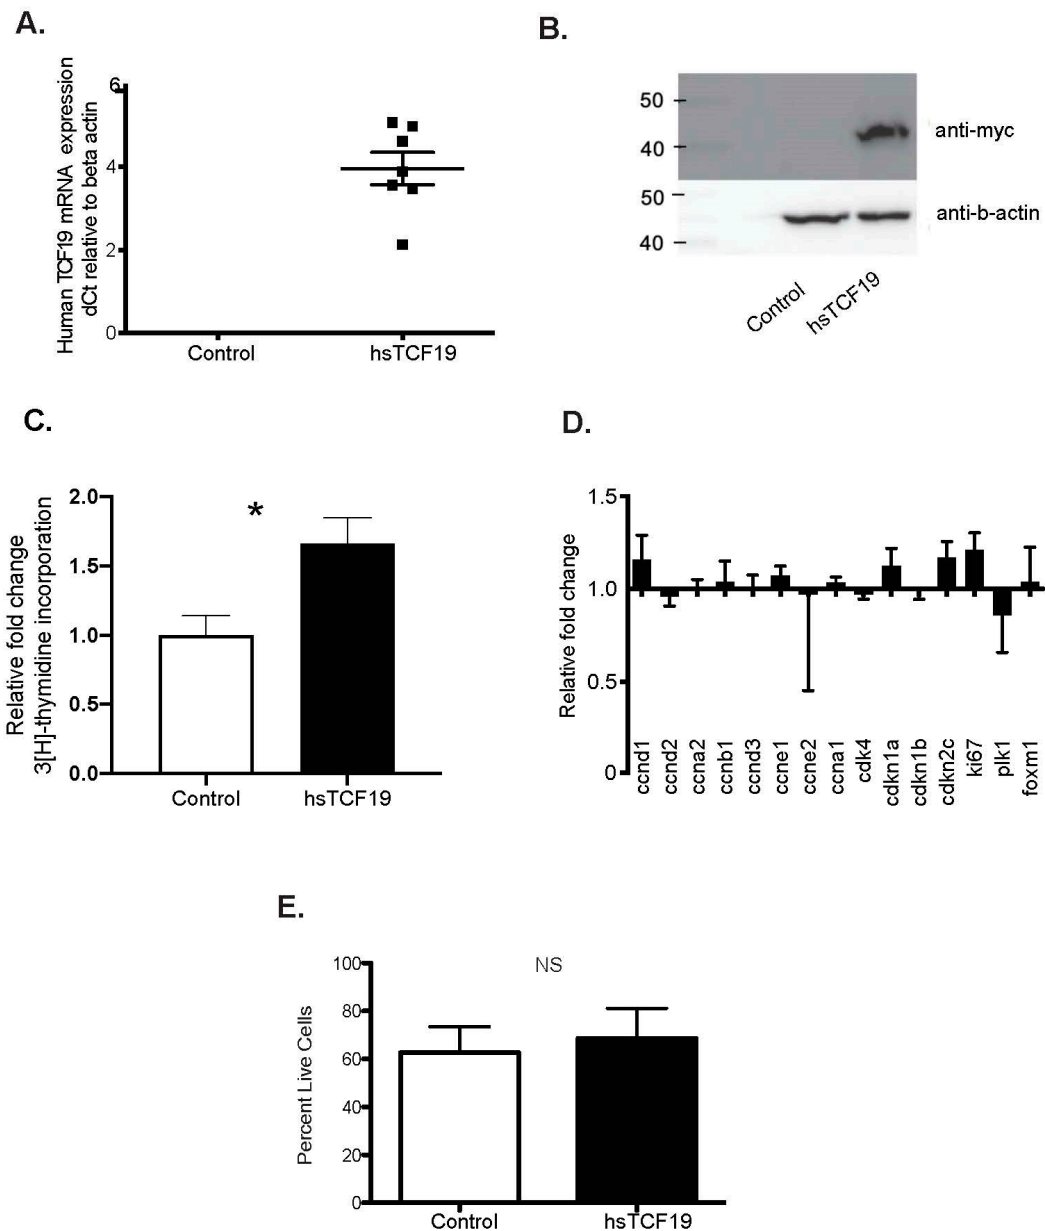 A.
Human TCF19 mRNA expression
dCt relative to beta actin
6
4
2
0
Control
hsTCF19
B.
50
40
50
40
anti-myc
anti-b-actin
Control
hsTCF19
C.
Relative fold change
3[H]-thymidine incorporation
2.0
1.5
1.0
0.5
0.0
*
Control
hsTCF19
D.
Relative fold change
1.5
1.0
0.5
0
ccnd1
ccnd2
ccna2
ccnb1
ccnd3
ccne1
ccne2
ccna1
cdk4
cdkn1a
cdkn1b
cdkn2c
ki67
plk1
foxm1
E.
Percent Live Cells
100
80
60
40
20
0
NS
Control
hsTCF19